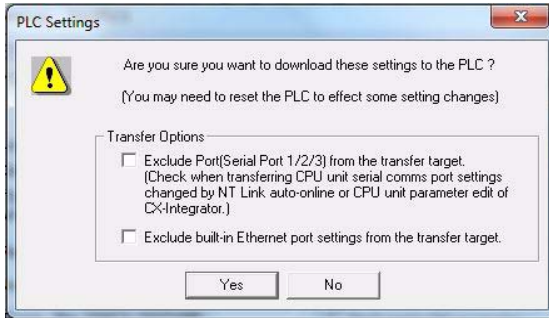 PLC Settings
Are you sure you want to download these settings to the PLC ?
(You may need to reset the PLC to effect some setting changes)
Transfer Options
Exclude Port(Serial Port 1/2/3) from the transfer target.
(Check when transferring CPU unit serial comms port settings
changed by NT Link auto-online or CPU unit parameter edit of
CX-Integrator.)
Exclude built-in Ethernet port settings from the transfer target.
Yes
No